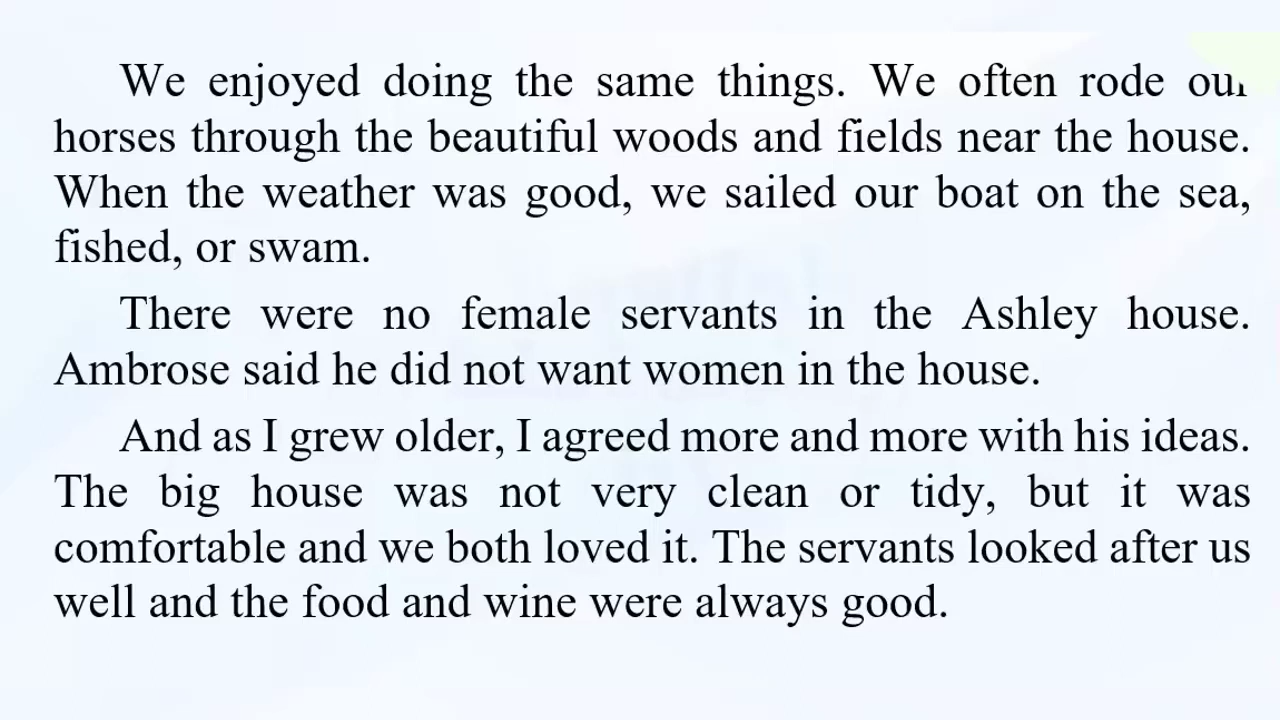 We enjoyed doing the same things. We often rode our
horses through the beautiful woods and fields near the house.
When the weather was good, we sailed our boat on the sea,
fished, or swam.
There were no female servants in the Ashley house.
Ambrose said he did not want women in the house.
And as I grew older, I agreed more and more with his ideas.
The big house was not very clean or tidy, but it was
comfortable and we both loved it. The servants looked after us
well and the food and wine were always good.